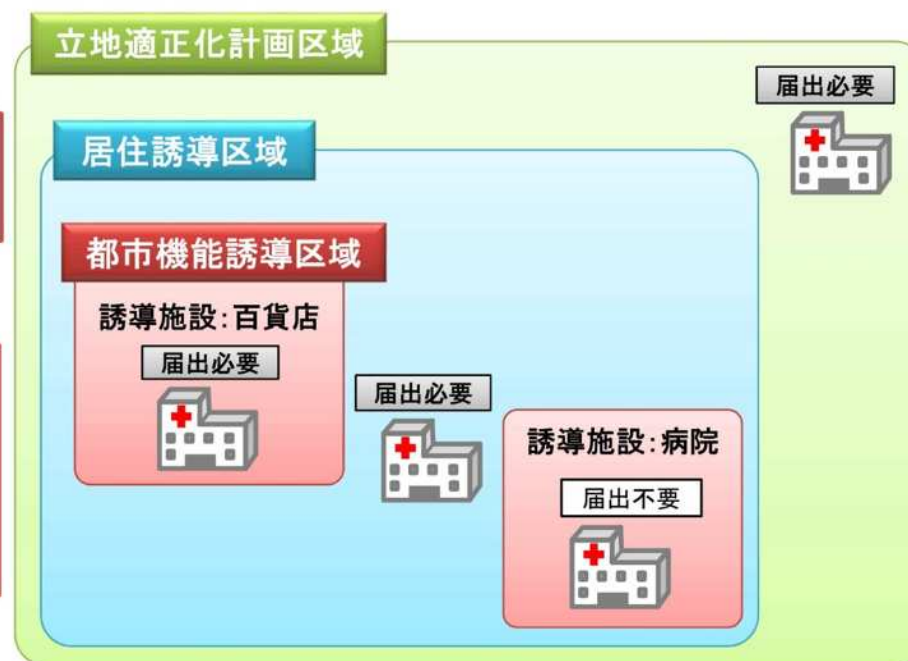 立地適正化計画区域
届出必要
居住誘導区域
都市機能誘導区域
誘導施設:百貨店
届出必要
届出必要
誘導施設:病院
届出不要